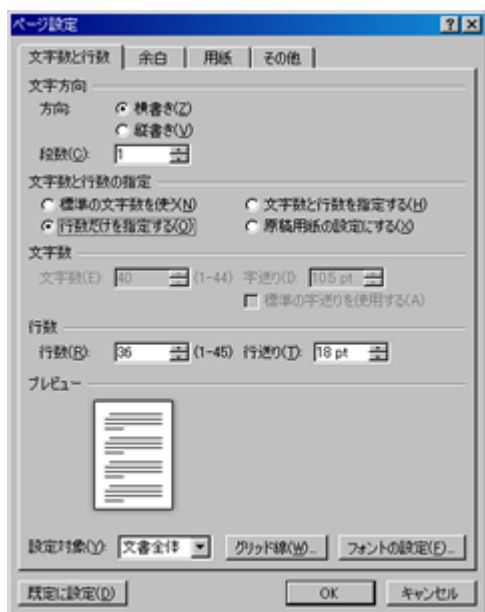 ページ設定
文字数と行数 余白 用紙 その他
文字方向
方向: 横書き(Z)
縦書き(V)
段数(C): 1
文字数と行数の指定
標準の文字数を使う(N) 文字数と行数を指定する(H)
行数だけを指定する(O) 原稿用紙の設定にする(X)
文字数
文字数(E): 40 (1-44) 字送り(I): 10.5 pt
標準の字送りを使用する(A)
行数
行数(R): 36 (1-45) 行送り(T): 18 pt
プレビュー
設定対象(Y): 文書全体 グリッド線(W)... フォントの設定(F)...
既定に設定(D) OK キャンセル